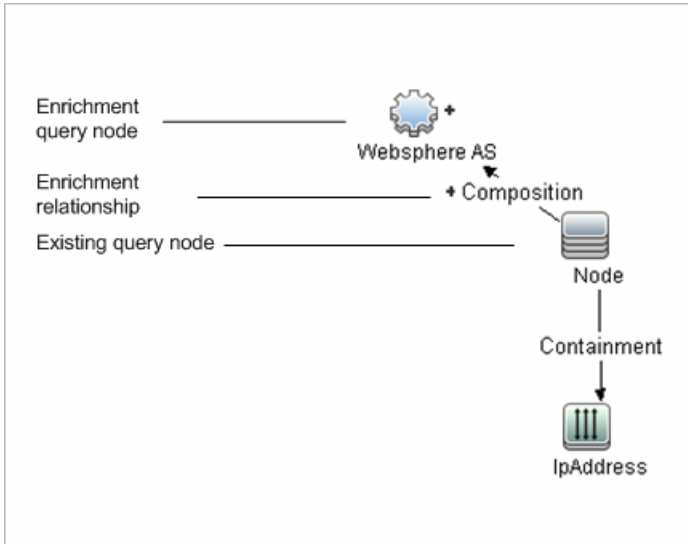 Enrichment
query node
+
Websphere AS
Enrichment
relationship
+ Composition
Existing query node
Node
Containment
IpAddress